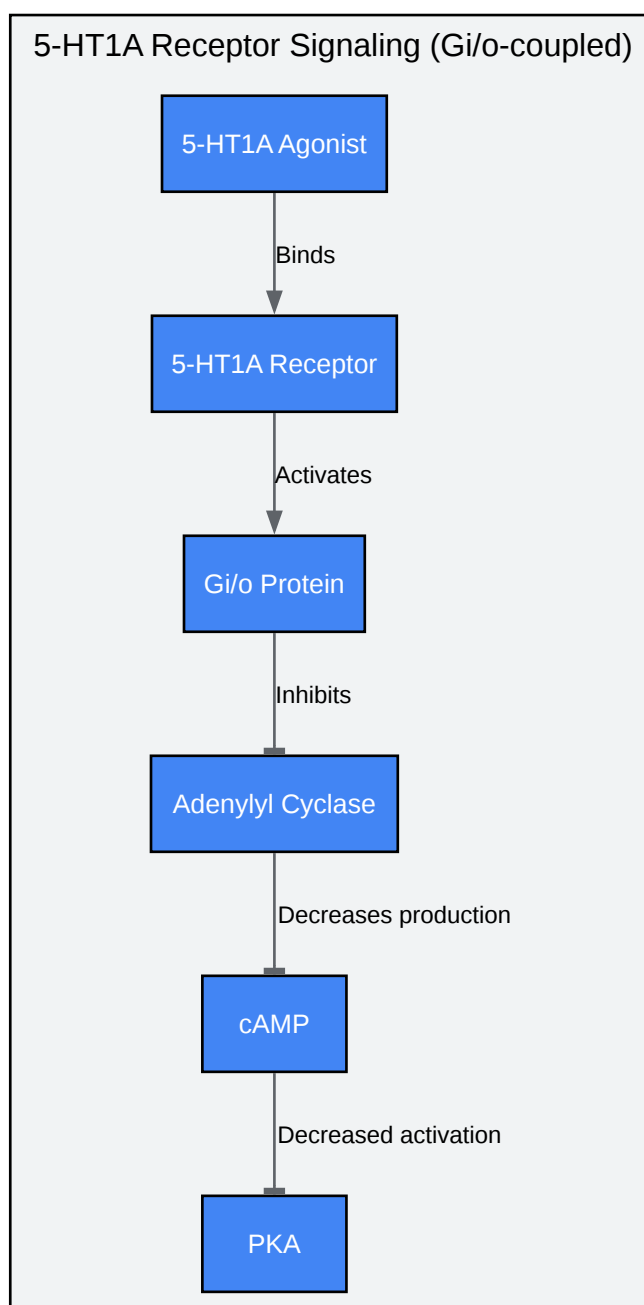 5-HT1A Receptor Signaling (Gi/o-coupled)
5-HT1A Agonist
Binds
5-HT1A Receptor
Activates
Gi/o Protein
Inhibits
Adenylyl Cyclase
Decreases production
cAMP
Decreased activation
PKA